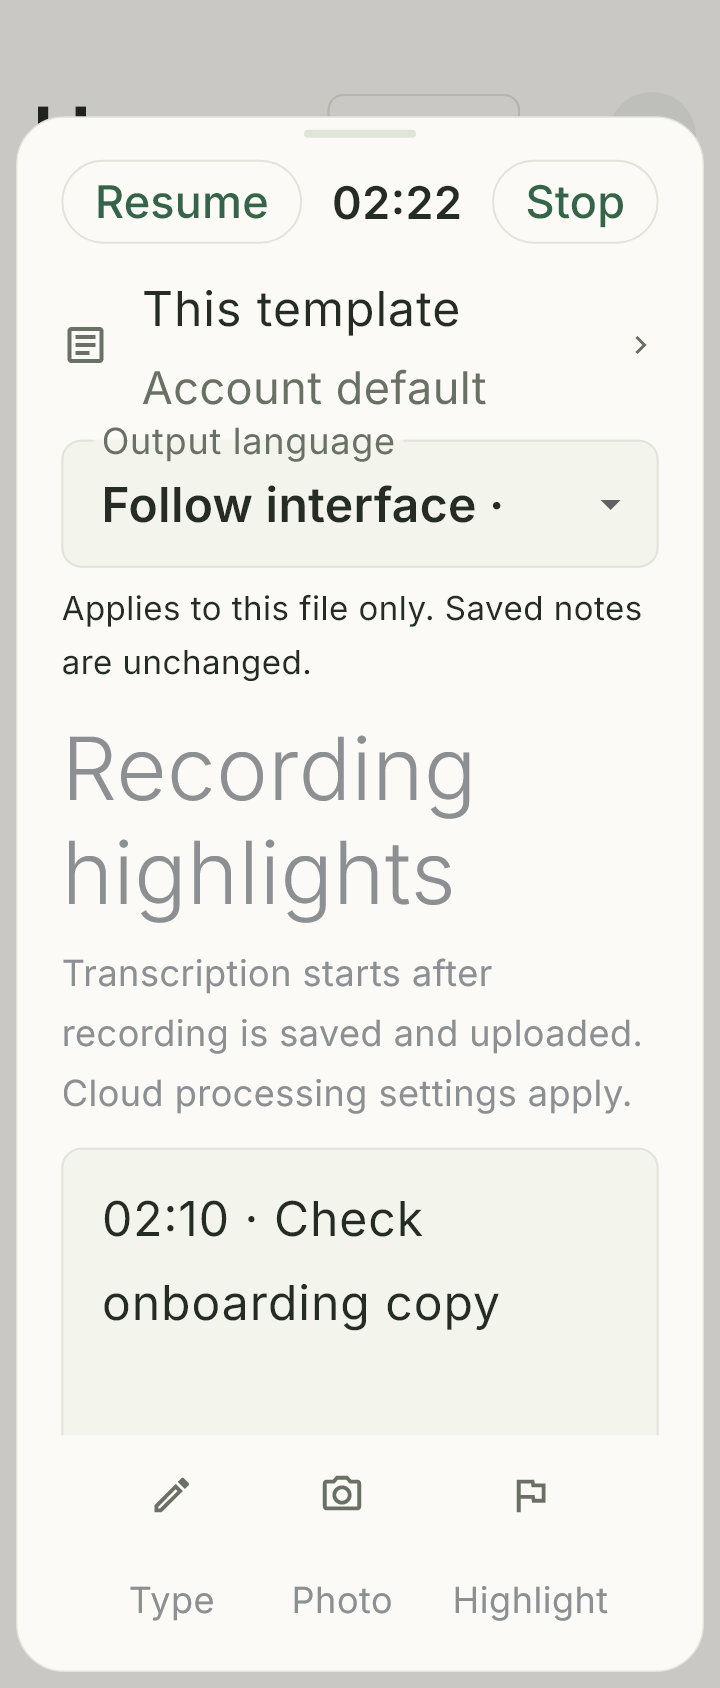 Resume 02:22 Stop
This template
Account default
Output language
Follow interface ·
Applies to this file only. Saved notes
are unchanged.
Recording
highlights
Transcription starts after
recording is saved and uploaded.
Cloud processing settings apply.
02:10 · Check
onboarding copy
Type Photo Highlight